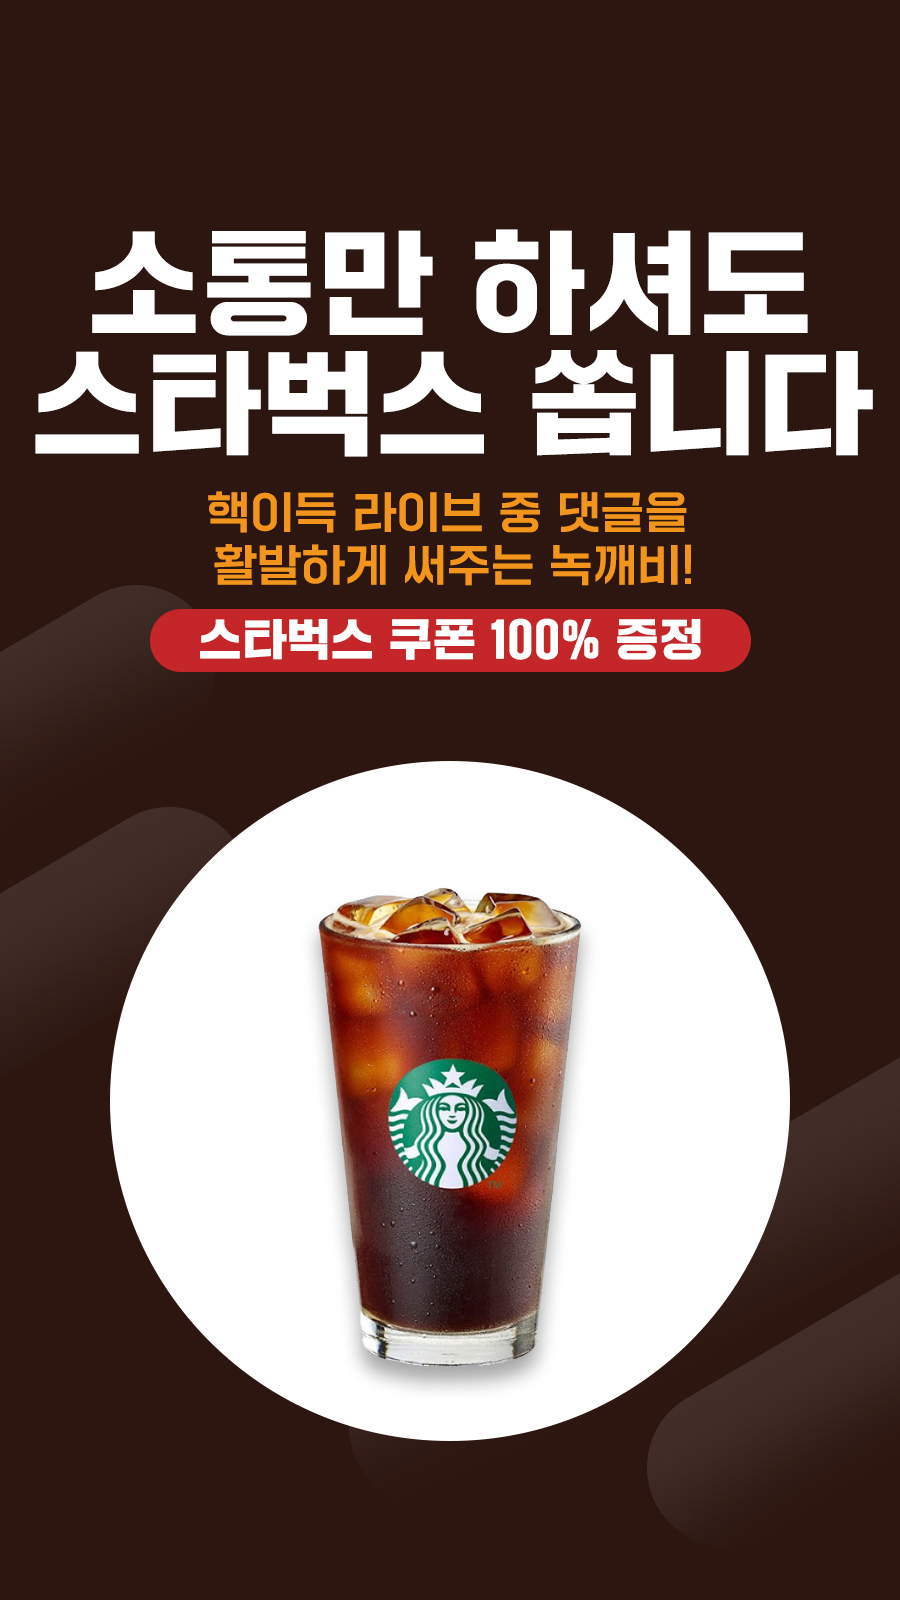 소통만 하셔도
스타벅스 쏩니다
핵이득 라이브 중 댓글을
활발하게 써주는 녹깨비!
스타벅스 쿠폰 100% 증정
TM